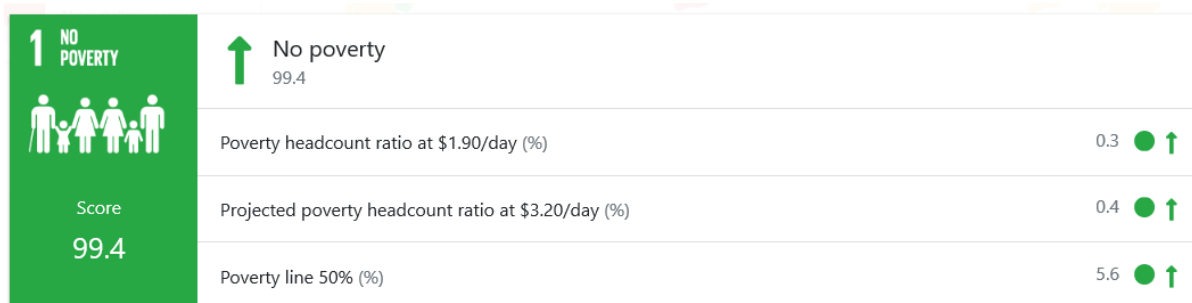 1 NO
POVERTY
Score
99.4
No poverty
99.4
Poverty headcount ratio at $1.90/day (%) 0.3
Projected poverty headcount ratio at $3.20/day (%) 0.4
Poverty line 50% (%) 5.6